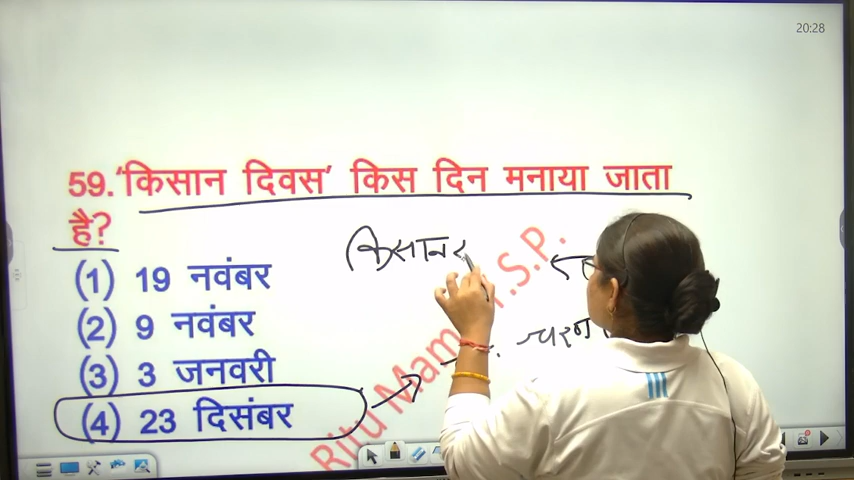 20:28
59.'किसान दिवस' किस दिन मनाया जाता
है?
(1) 19 नवंबर
(2) 9 नवंबर
(3) 3 जनवरी
(4) 23 दिसंबर
किसान
चरण
Ritu Mam
.S.P.